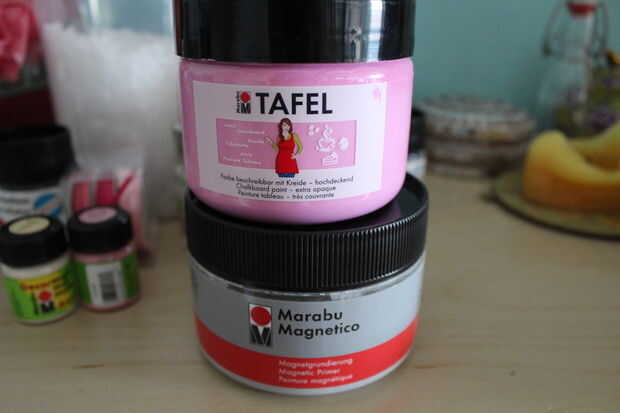 Marabu
TAFEL
Farbe beschreibbar mit Kreide – hochdeckend
Chalkboard paint – extra opaque
Peinture tableau – très couvrante
Marabu
Magnetico
Magnetgrundierung
Magnetic Primer
Peinture magnétique